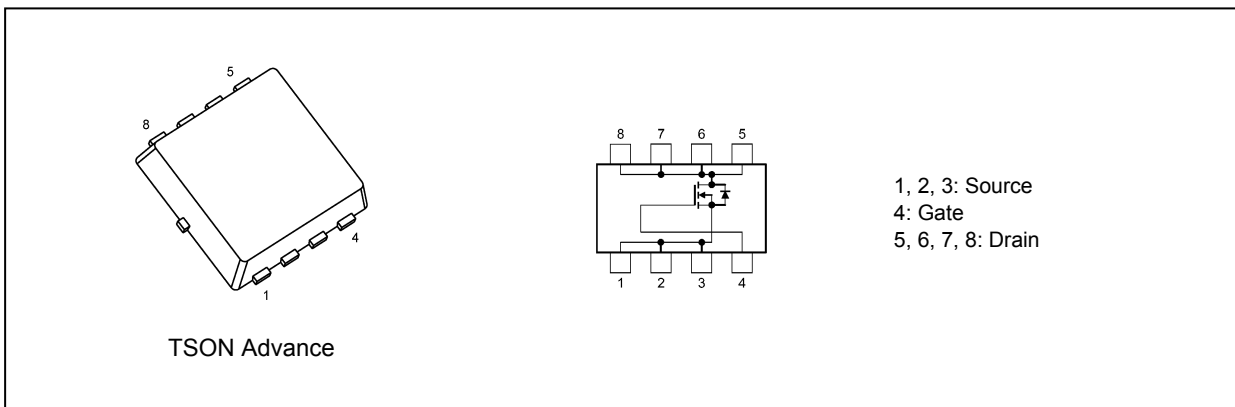 5
8
4
1
TSON Advance
8 7 6 5
1 2 3 4
1, 2, 3: Source
4: Gate
5, 6, 7, 8: Drain